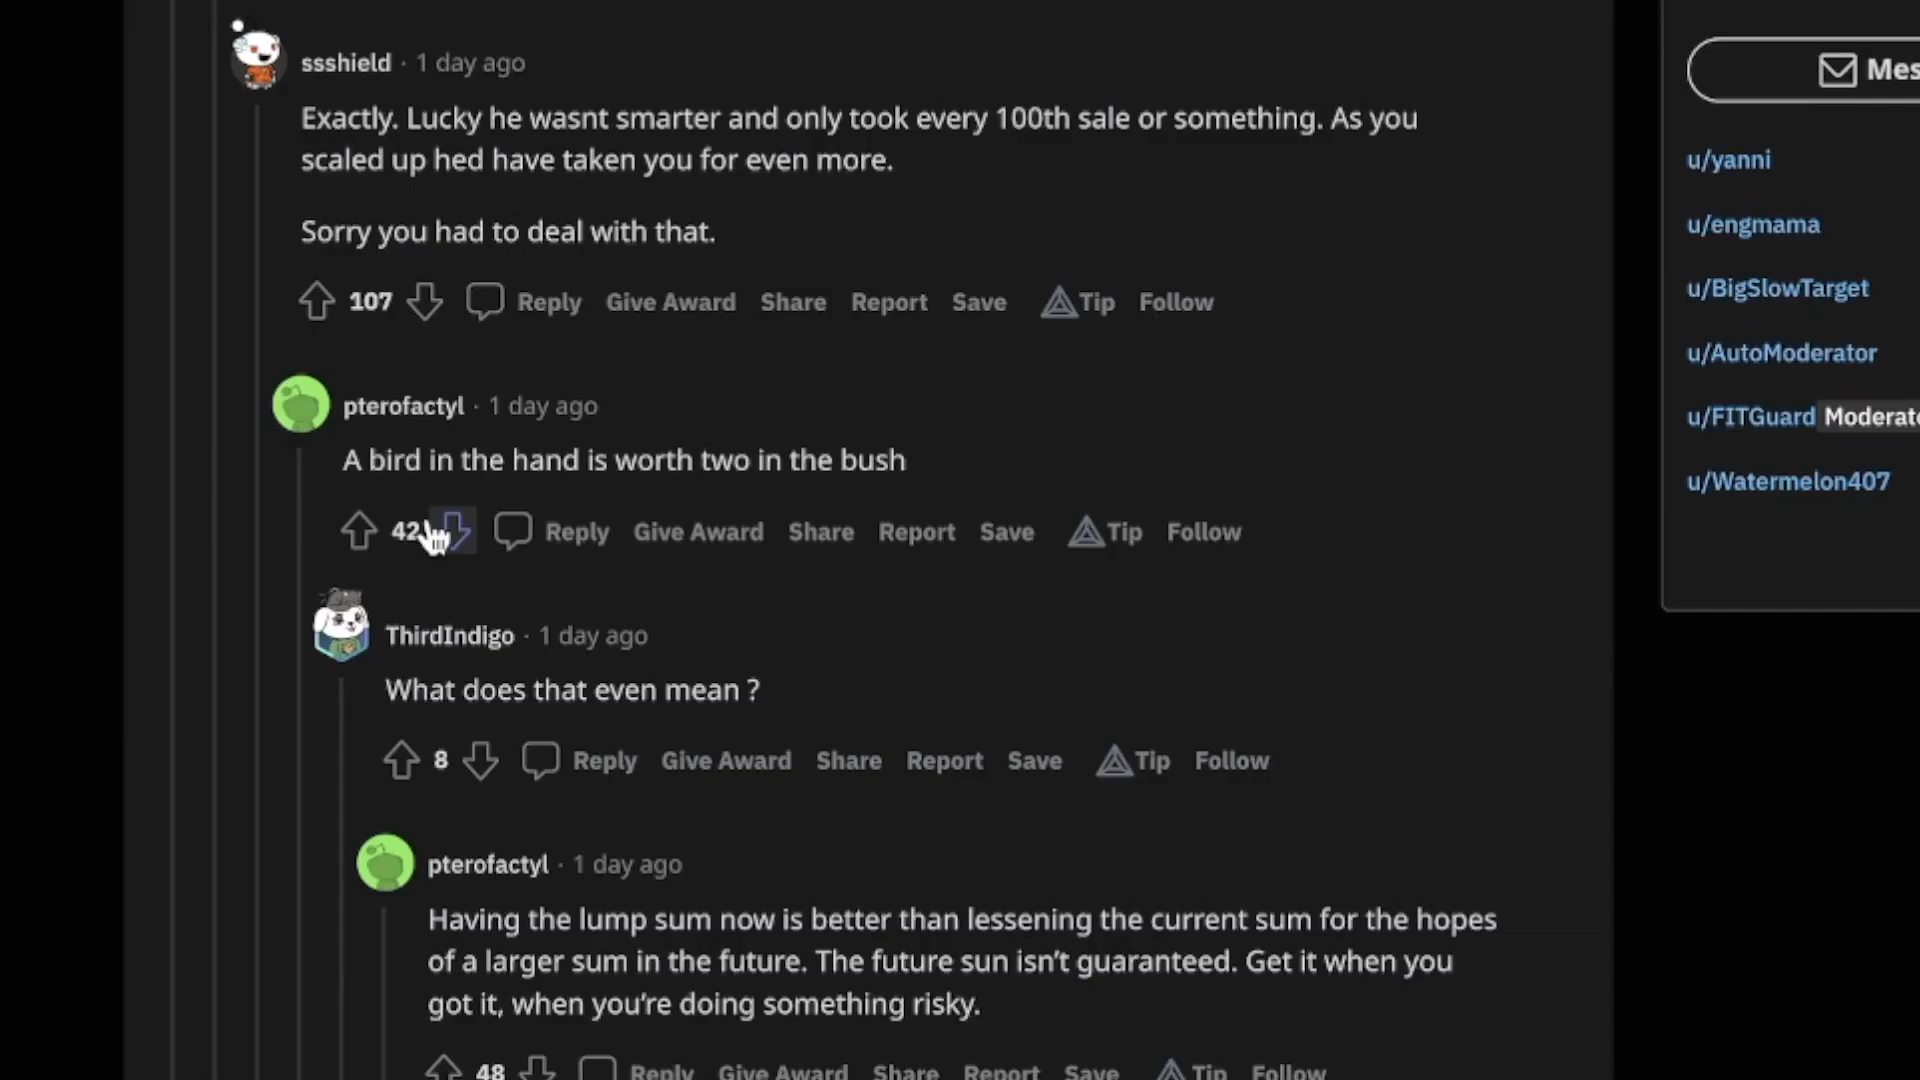 ssshield · 1 day ago
Exactly. Lucky he wasnt smarter and only took every 100th sale or something. As you
scaled up hed have taken you for even more.
Sorry you had to deal with that.
107 Reply Give Award Share Report Save Tip Follow
pterofactyl · 1 day ago
A bird in the hand is worth two in the bush
42 Reply Give Award Share Report Save Tip Follow
ThirdIndigo · 1 day ago
What does that even mean ?
8 Reply Give Award Share Report Save Tip Follow
pterofactyl · 1 day ago
Having the lump sum now is better than lessening the current sum for the hopes
of a larger sum in the future. The future sun isn't guaranteed. Get it when you
got it, when you're doing something risky.
48 Reply Give Award Share Report Save Tip Follow
Mes
u/yanni
u/engmama
u/BigSlowTarget
u/AutoModerator
u/FITGuard Moderato
u/Watermelon407